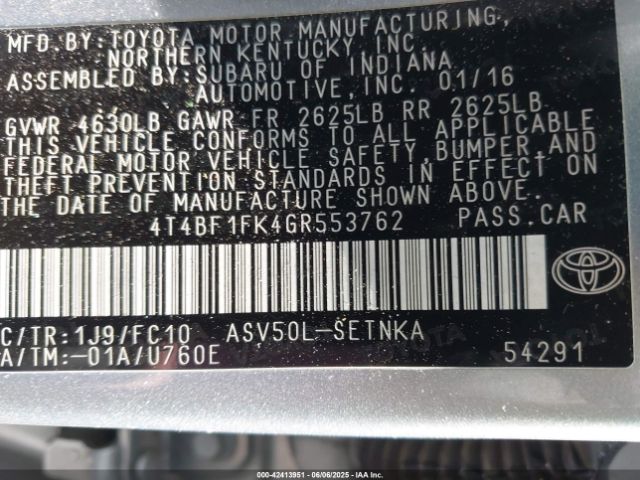 MFD BY:TOYOTA MOTOR MANUFACTURING,
NORTHERN KENTUCKY,INC.
ASSEMBLED BY:SUBARU OF INDIANA
AUTOMOTIVE,INC. 01/16
GVWR 4630LB GAWR FR 2625LB RR 2625LB
THIS VEHICLE CONFORMS TO ALL APPLICABLE
FEDERAL MOTOR VEHICLE SAFETY,BUMPER,AND
THEFT PREVENTION STANDARDS IN EFFECT ON
THE DATE OF MANUFACTURE SHOWN ABOVE.
4T4BF1FK4GR553762 PASS.CAR
C/TR:1J9/FC10 ASV50L-SETNKA
A/TM:-01A/U760E 54291
000-42413951 - 06/06/2025 - IAAI.COM